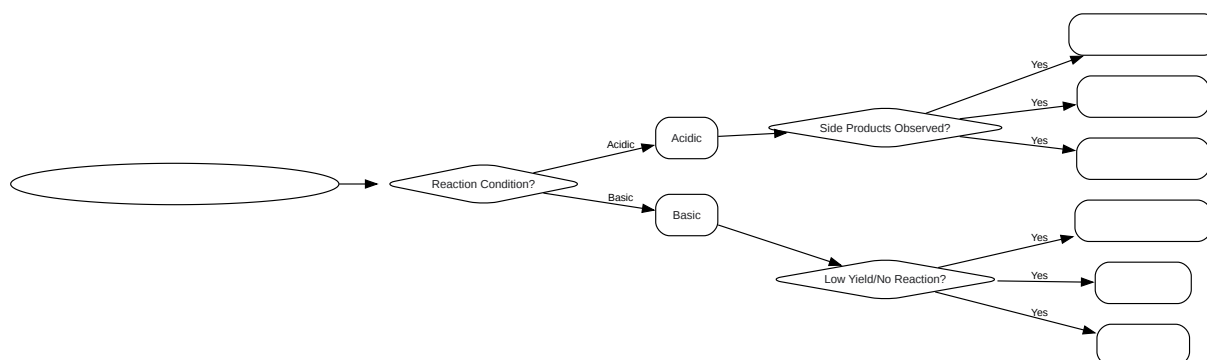 Reaction Condition?
Acidic
Basic
Acidic
Basic
Side Products Observed?
Low Yield/No Reaction?
Yes
Yes
Yes
Yes
Yes
Yes